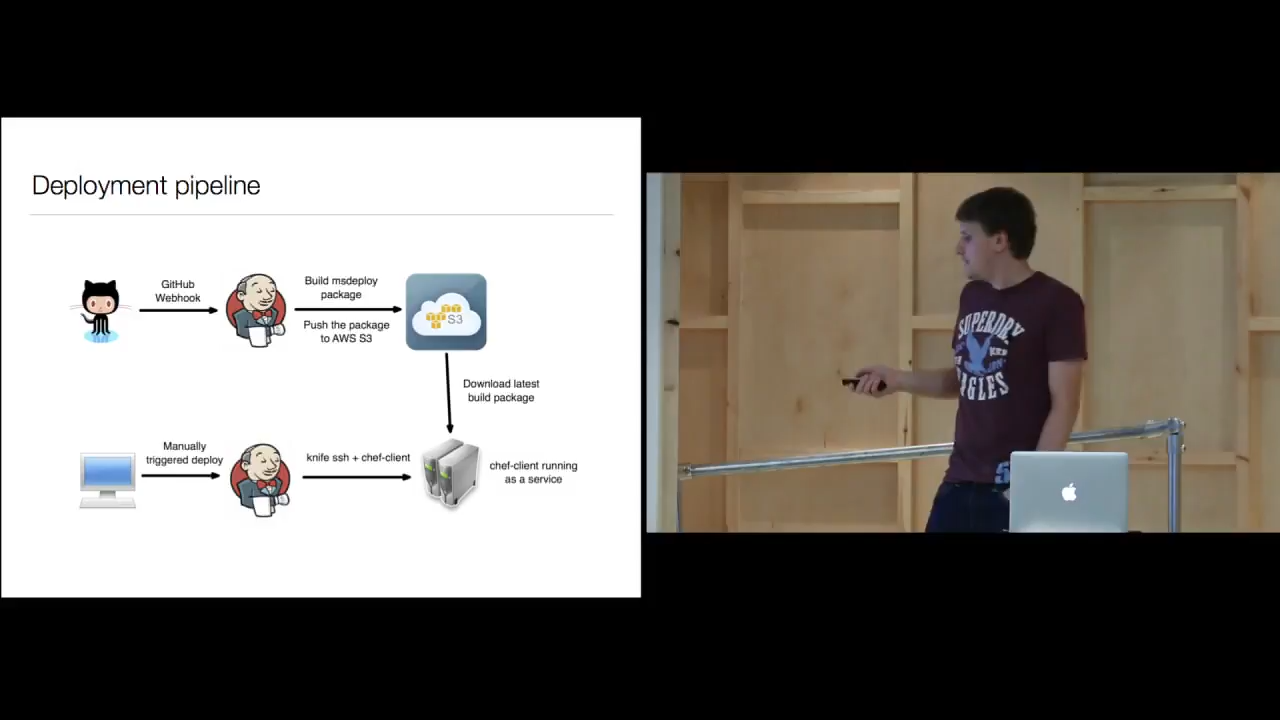 Deployment pipeline
GitHub
Webhook
Build msdeploy
package
Push the package
to AWS S3
S3
Download latest
build package
Manually
triggered deploy
knife ssh + chef-client
chef-client running
as a service
SUPERDRY
EAGLES